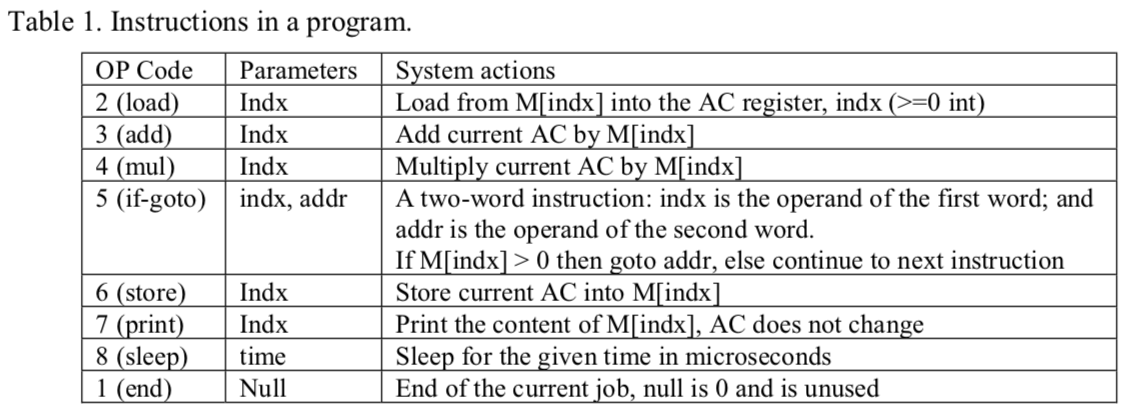 Table 1. Instructions in a program.
OP Code Parameters System actions
2 (load) Indx Load from M[indx] into the AC register, indx (>=0 int)
3 (add) Indx Add current AC by M[indx]
4 (mul) Indx Multiply current AC by M[indx]
5 (if-goto) indx, addr A two-word instruction: indx is the operand of the first word; and
addr is the operand of the second word.
If M[indx] > 0 then goto addr, else continue to next instruction
6 (store) Indx Store current AC into M[indx]
7 (print) Indx Print the content of M[indx], AC does not change
8 (sleep) time Sleep for the given time in microseconds
1 (end) Null End of the current job, null is 0 and is unused